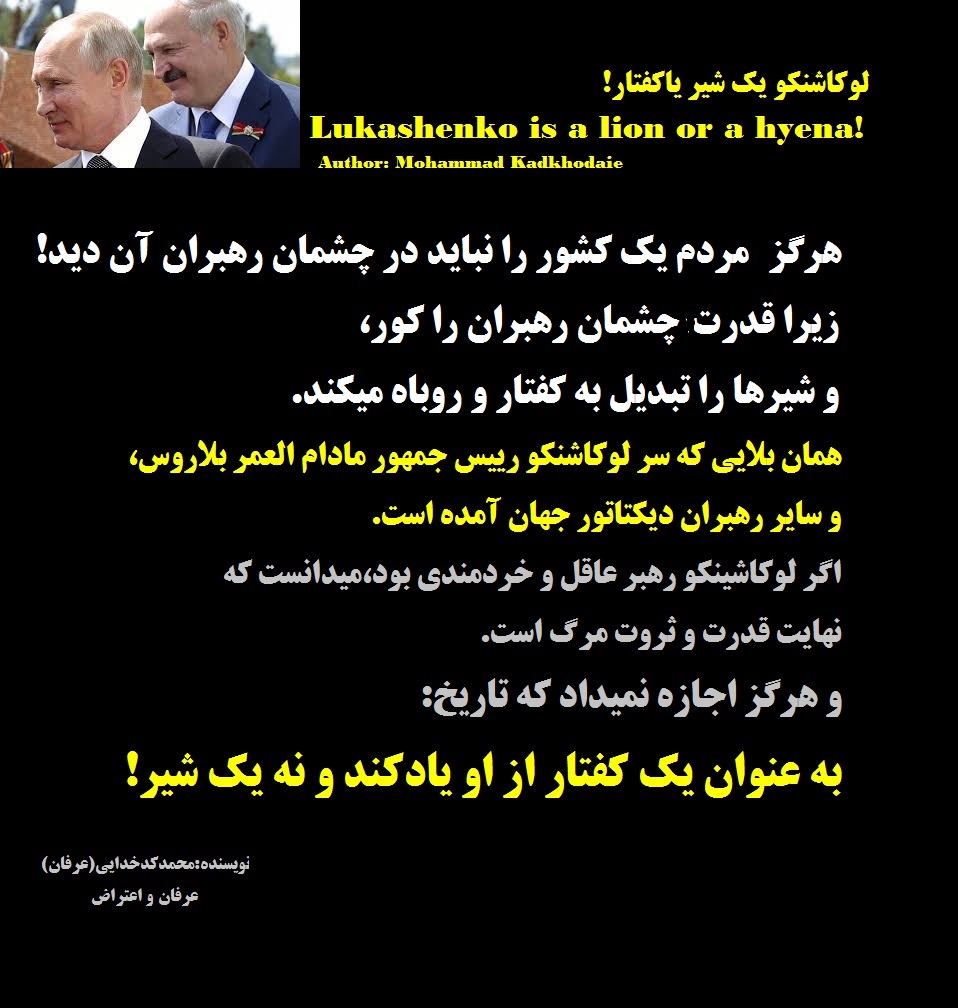 لوکاشنکو یک شیر یاکفتار!
Lukashenko is a lion or a hyena!
Author: Mohammad Kadkhodaie
هرگز مردم یک کشور را نباید در چشمان رهبران آن دید!
زیرا قدرت چشمان رهبران را کور،
و شیرها را تبدیل به کفتار و روباه میکند.
همان بلایی که سر لوکاشنکو رییس جمهور مادام العمر بلاروس،
و سایر رهبران دیکتاتور جهان آمده است.
اگر لوکاشینکو رهبر عاقل و خردمندی بود،میدانست که
نهایت قدرت و ثروت مرگ است.
و هرگز اجازه نمیداد که تاریخ:
به عنوان یک کفتار از او یادکند و نه یک شیر!
نویسنده:محمدکدخدایی(عرفان)
عرفان و اعتراض